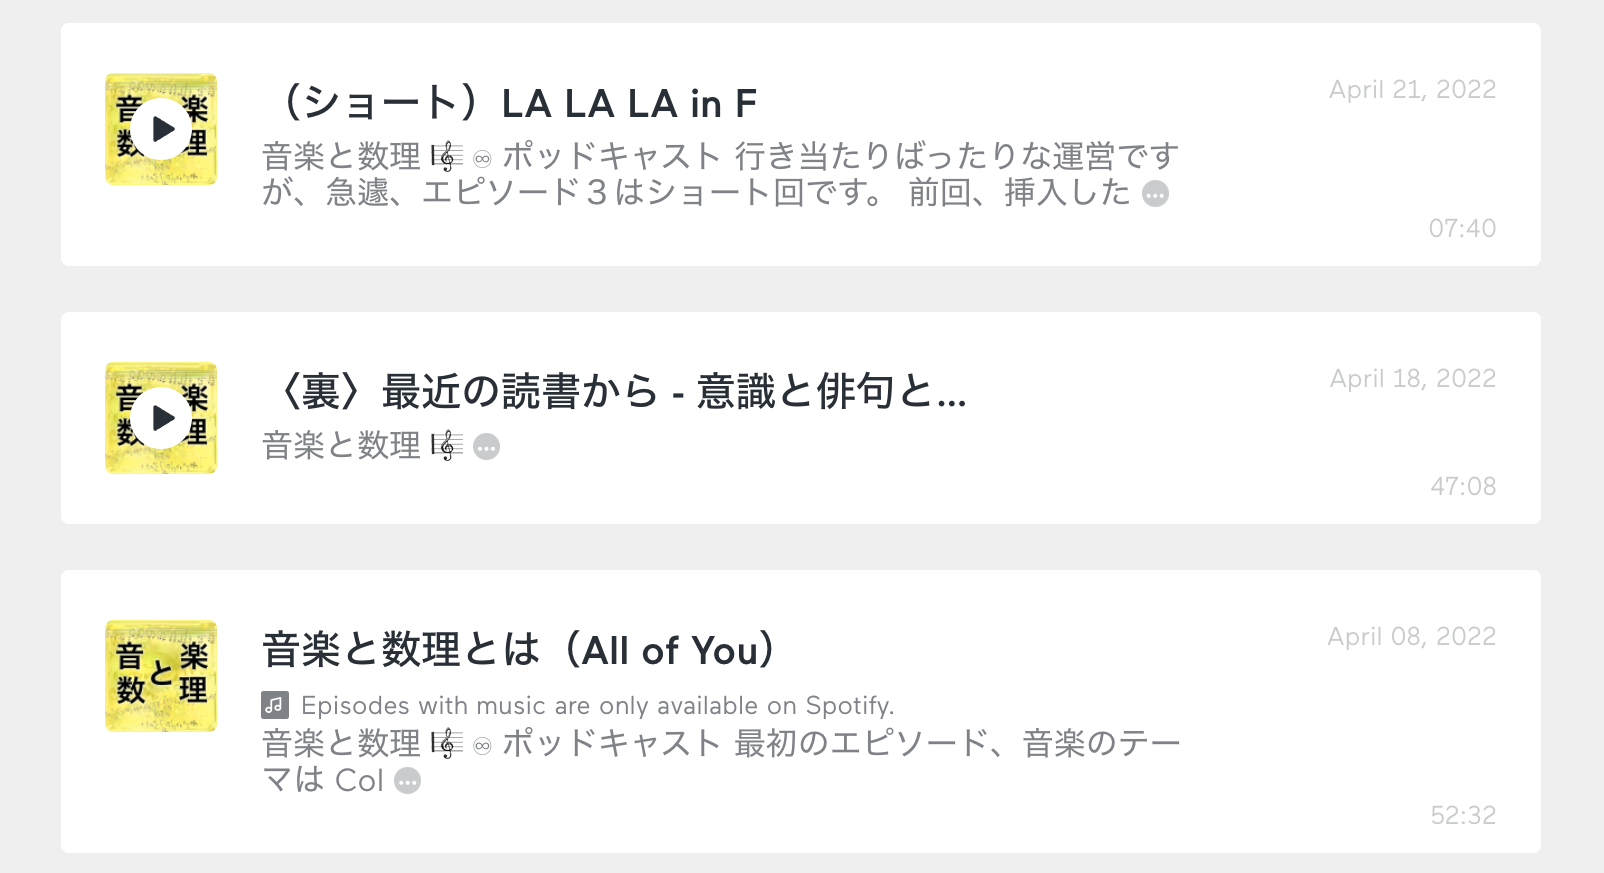 音楽
数理
（ショート）LA LA LA in F
April 21, 2022
音楽と数理 🎼 ♾ ポッドキャスト 行き当たりばったりな運営です
が、急遽、エピソード３はショート回です。 前回、挿入した
07:40
音楽
数理
〈裏〉最近の読書から - 意識と俳句と...
April 18, 2022
音楽と数理 🎼
47:08
音楽
と
数理
音楽と数理とは（All of You）
April 08, 2022
Episodes with music are only available on Spotify.
音楽と数理 🎼 ♾ ポッドキャスト 最初のエピソード、音楽のテー
マは Col
52:32